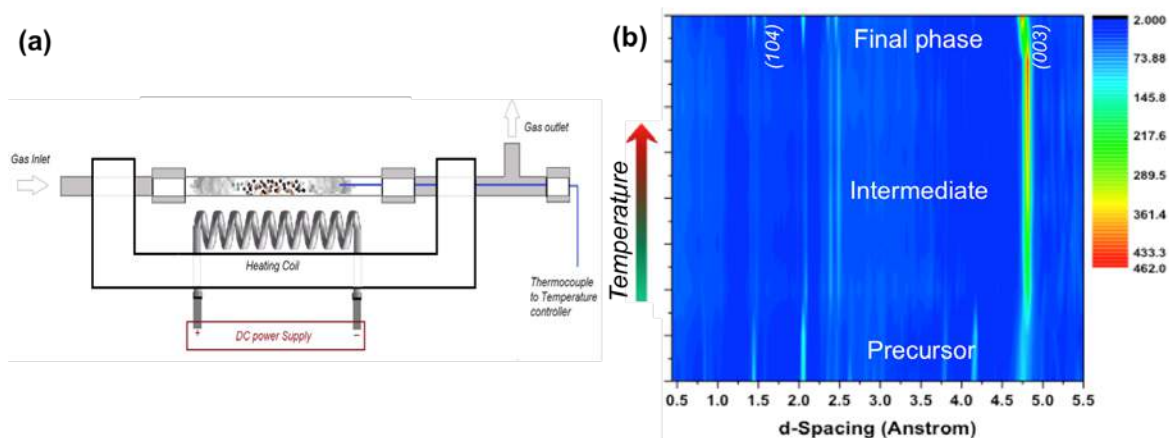 (a)
Gas Inlet
Gas outlet
Heating Coil
Thermocouple
to Temperature
controller
+
DC power Supply
−
(b)
Temperature
Final phase
(104)
(003)
Intermediate
Precursor
0.5 1.0 1.5 2.0 2.5 3.0 3.5 4.0 4.5 5.0 5.5
d-Spacing (Anstrom)
2.000
73.88
145.8
217.6
289.5
361.4
433.3
462.0